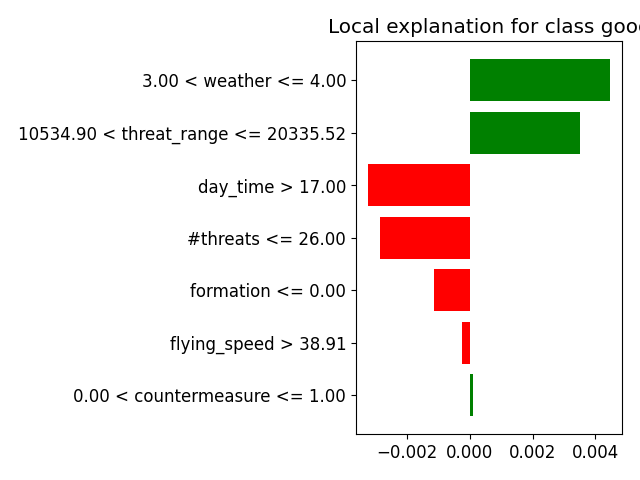 Local explanation for class goo
3.00 < weather <= 4.00
10534.90 < threat_range <= 20335.52
day_time > 17.00
#threats <= 26.00
formation <= 0.00
flying_speed > 38.91
0.00 < countermeasure <= 1.00
−0.002 0.000 0.002 0.004